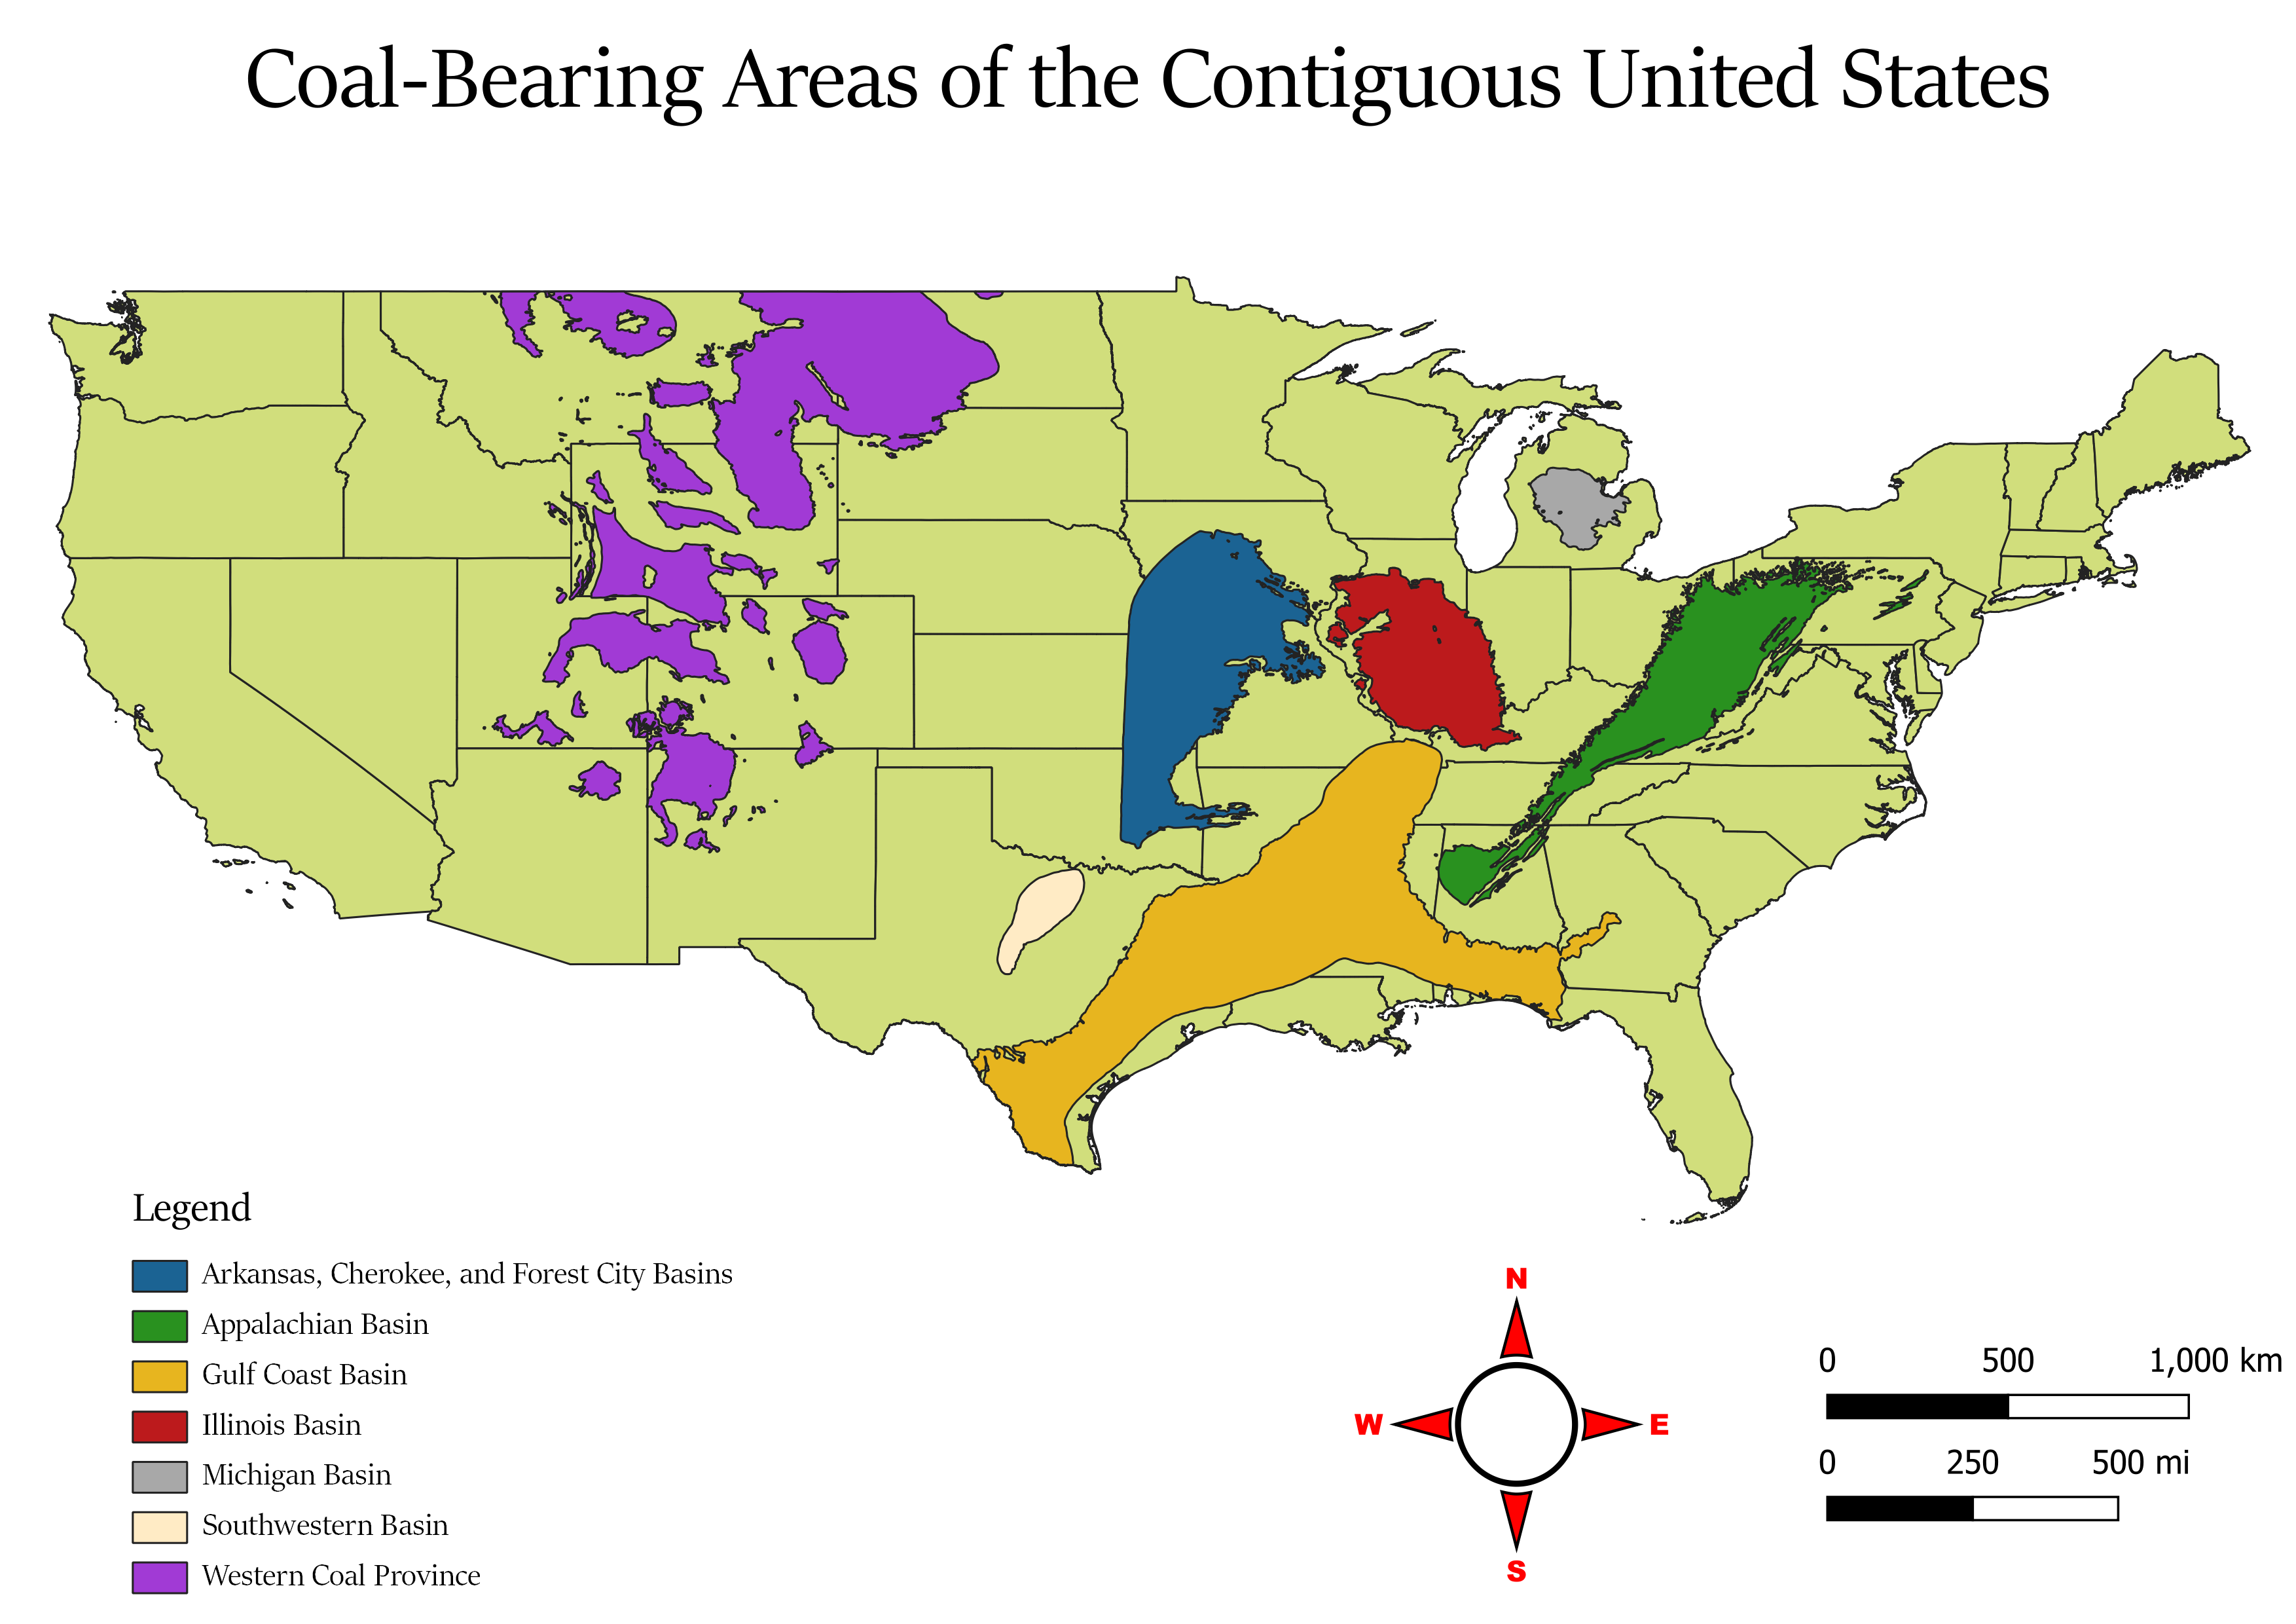 Coal-Bearing Areas of the Contiguous United States
Legend
Arkansas, Cherokee, and Forest City Basins
Appalachian Basin
Gulf Coast Basin
Illinois Basin
Michigan Basin
Southwestern Basin
Western Coal Province
N
W E
S
0 500 1,000 km
0 250 500 mi